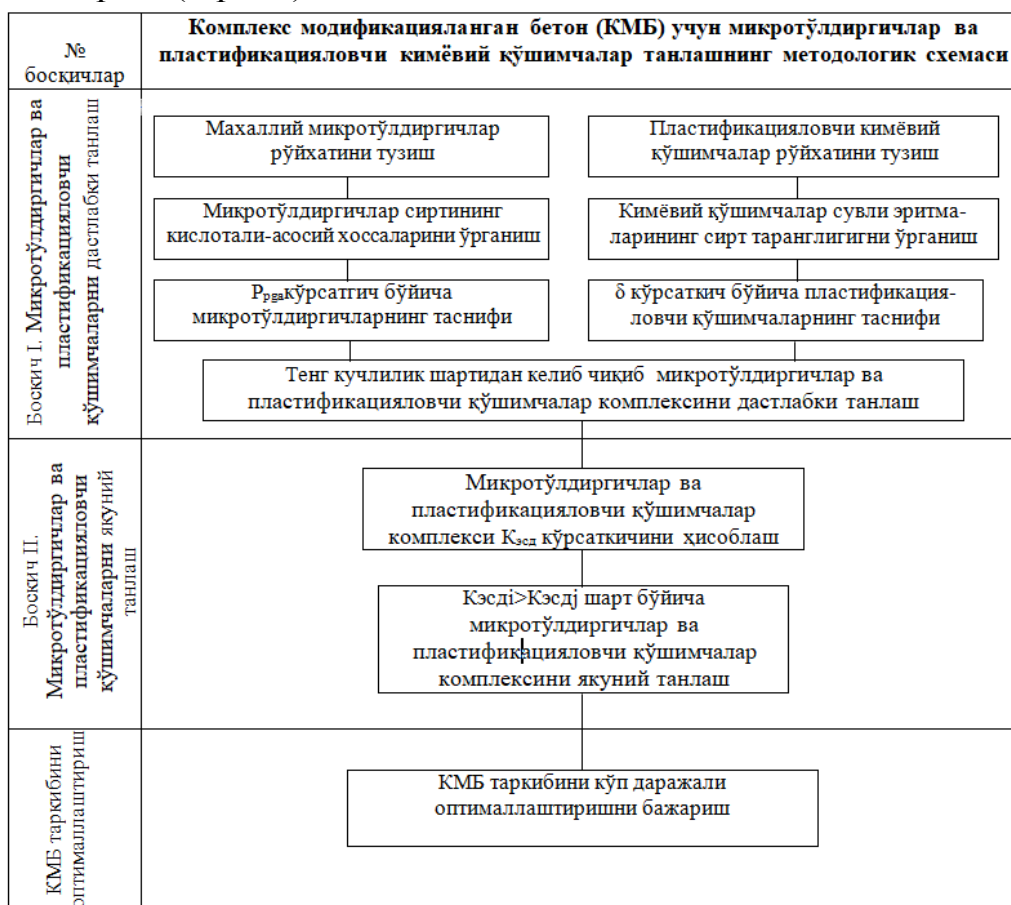 №
босқичлар
Комплекс модификацияланган бетон (КМБ) учун микротўлдиргичлар ва
пластификацияловчи кимёвий қўшимчалар танлашнинг методологик схемаси
Боскич I. Микротўлдиргичлар ва
пластификацияловчи
қўшимчаларни дастлабки танлаш
Махаллий микротўлдиргичлар
рўйхатини тузиш
Пластификацияловчи кимёвий
қўшимчалар рўйхатини тузиш
Микротўлдиргичлар сиртининг
кислотали-асосий хоссаларини ўрганиш
Кимёвий қўшимчалар сувли эритма-
ларининг сирт таранглигигни ўрганиш
Рpga кўрсатгич бўйича
микротўлдиргичларнинг таснифи
δ кўрсаткич бўйича пластификация-
ловчи қўшимчаларнинг таснифи
Тенг кучлилик шартидан келиб чиқиб микротўлдиргичлар ва
пластификацияловчи қўшимчалар комплексини дастлабки танлаш
Боскич II.
Микротўлдиргичлар ва
пластификацияловчи
қўшимчаларни якуний
танлаш
Микротўлдиргичлар ва
пластификацияловчи қўшимчалар
комплекси Кэсд кўрсаткичини ҳисоблаш
Кэсдi>Кэсдj шарт бўйича
микротўлдиргичлар ва
пластификацияловчи қўшимчалар
комплексини якуний танлаш
КМБ таркибини
оптималлаштириш
КМБ таркибини кўп даражали
оптималлаштиришни бажариш